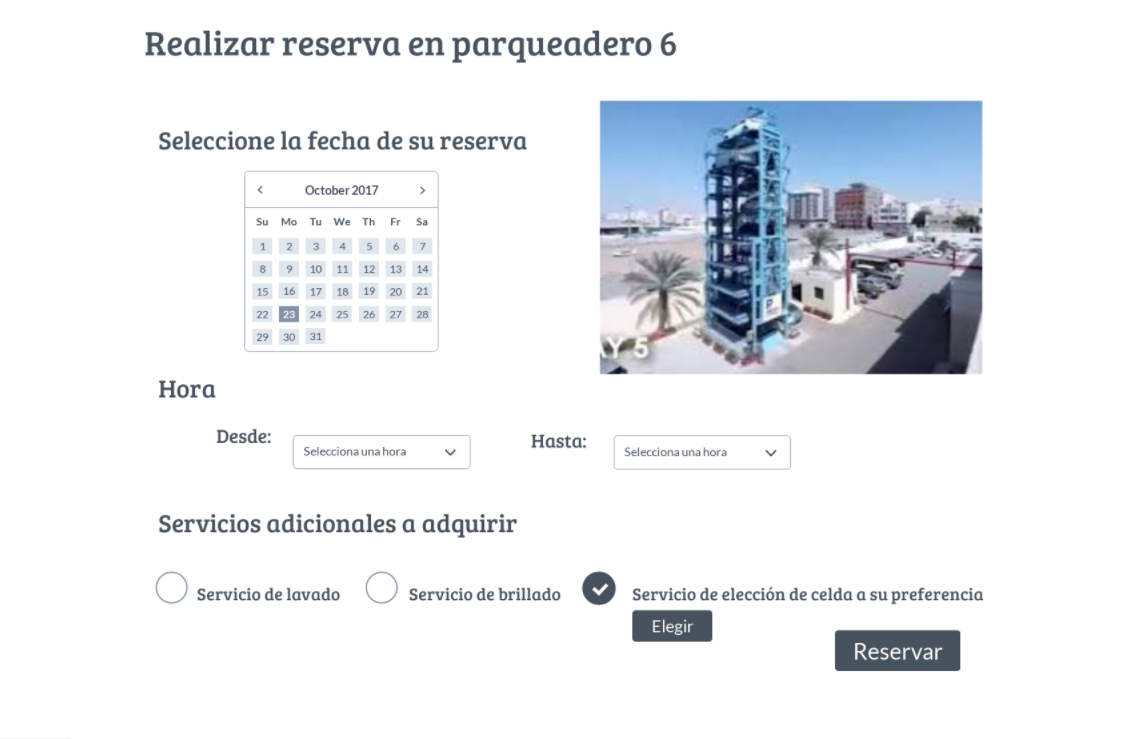 Realizar reserva en parqueadero 6
Seleccione la fecha de su reserva
October 2017
Su Mo Tu We Th Fr Sa
1 2 3 4 5 6 7
8 9 10 11 12 13 14
15 16 17 18 19 20 21
22 23 24 25 26 27 28
29 30 31
Y 5
Hora
Desde: Selecciona una hora
Hasta: Selecciona una hora
Servicios adicionales a adquirir
Servicio de lavado
Servicio de brillado
Servicio de elección de celda a su preferencia
Elegir
Reservar